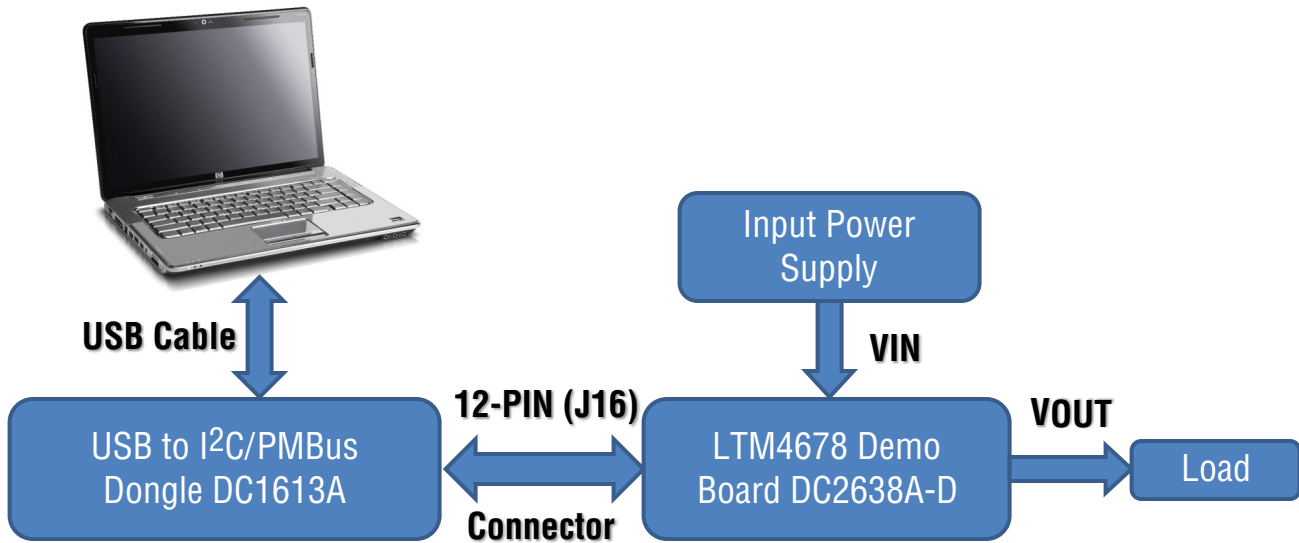 Input Power
Supply
USB Cable
VIN
12-PIN (J16)
VOUT
USB to I²C/PMBus
Dongle DC1613A
LTM4678 Demo
Board DC2638A-D
Load
Connector